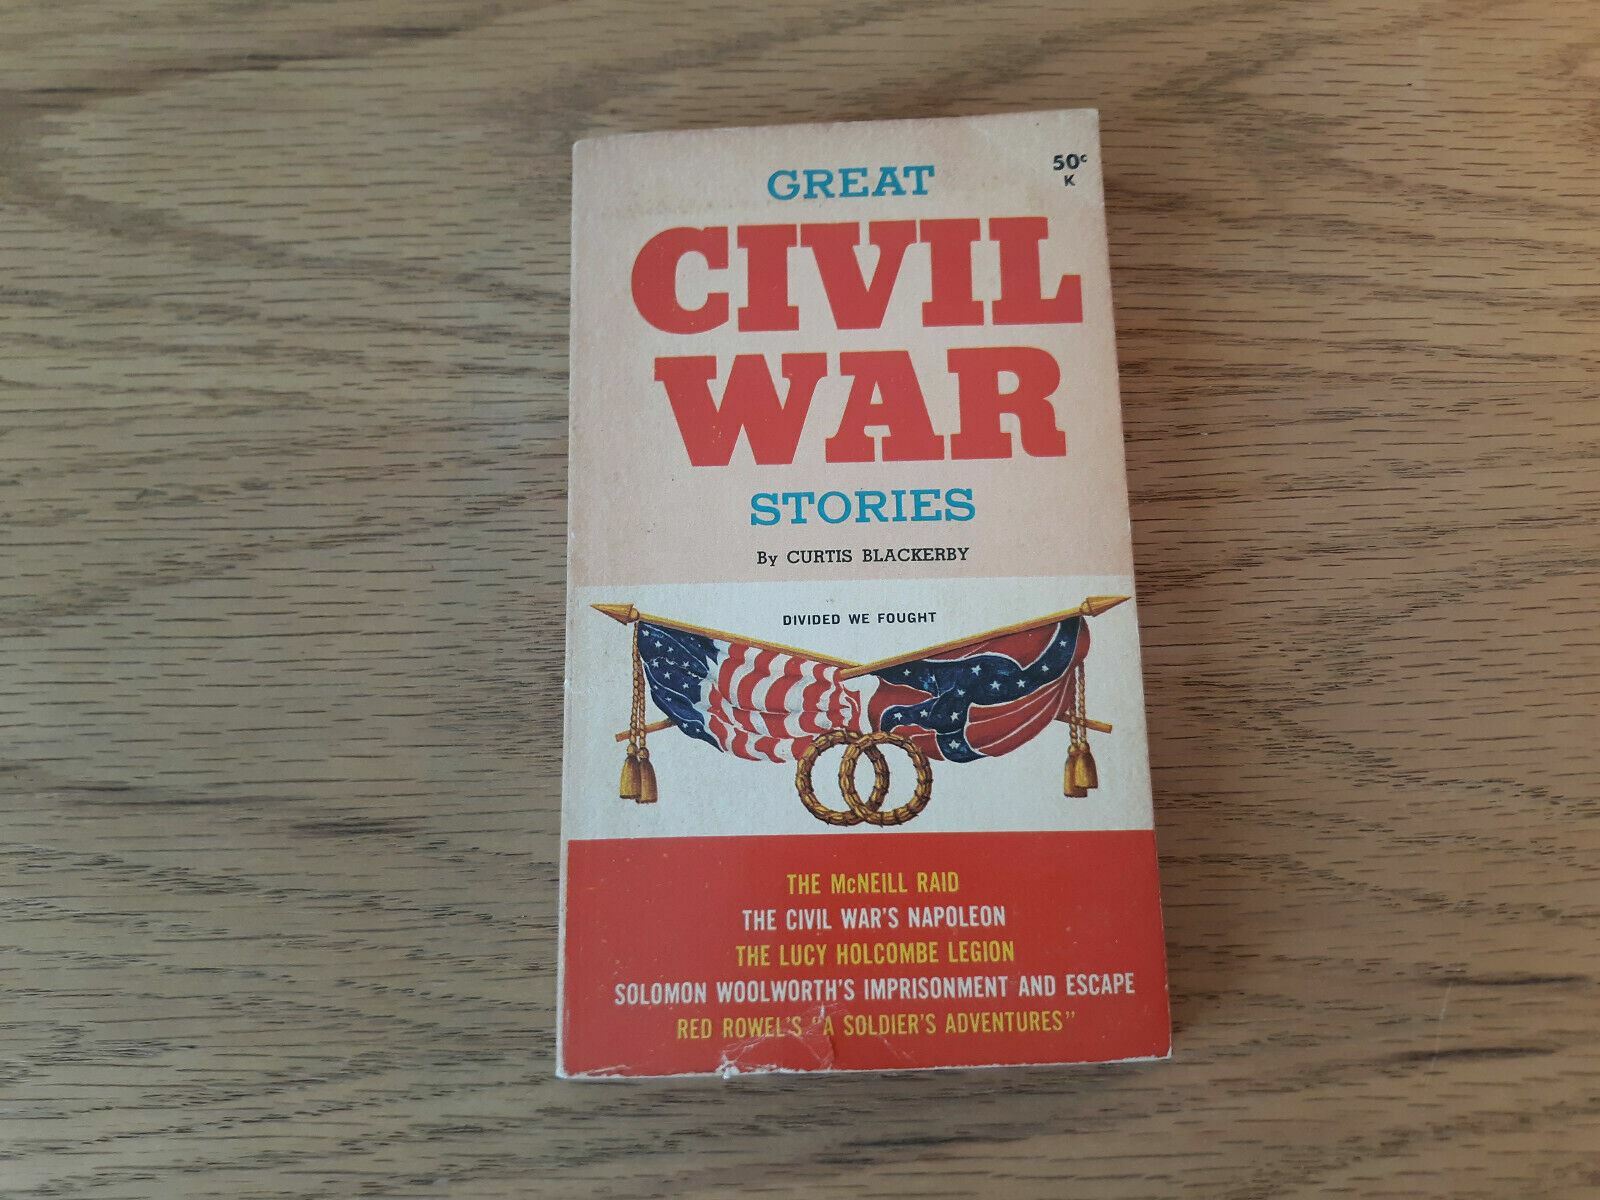 GREAT
50¢
K
CIVIL
WAR
STORIES
By CURTIS BLACKERBY
DIVIDED WE FOUGHT
THE McNEILL RAID
THE CIVIL WAR'S NAPOLEON
THE LUCY HOLCOMBE LEGION
SOLOMON WOOLWORTH'S IMPRISONMENT AND ESCAPE
RED ROWEL'S "A SOLDIER'S ADVENTURES"